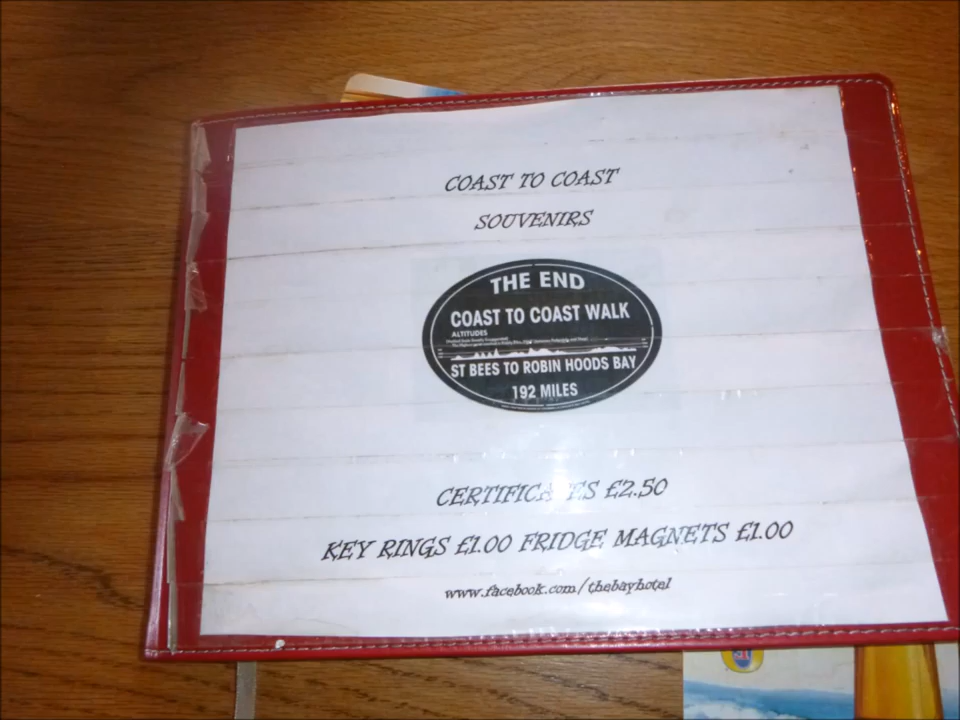 COAST TO COAST
SOUVENIRS
THE END
COAST TO COAST WALK
ALTITUDES
ST BEES TO ROBIN HOODS BAY
192 MILES
CERTIFICATES £2.50
KEY RINGS £1.00 FRIDGE MAGNETS £1.00
www.facebook.com/thebayhotel